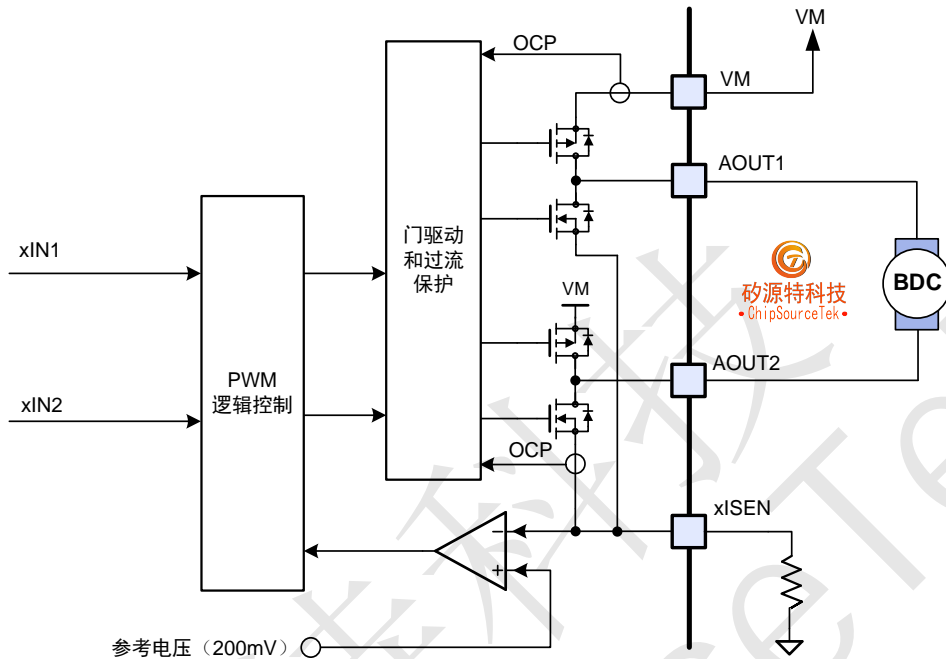 VM
OCP
VM
AOUT1
xIN1
门驱动
和过流
保护
矽源特科技
ChipSourceTek
BDC
VM
AOUT2
PWM
逻辑控制
xIN2
OCP
xISEN
−
+
参考电压（200mV）